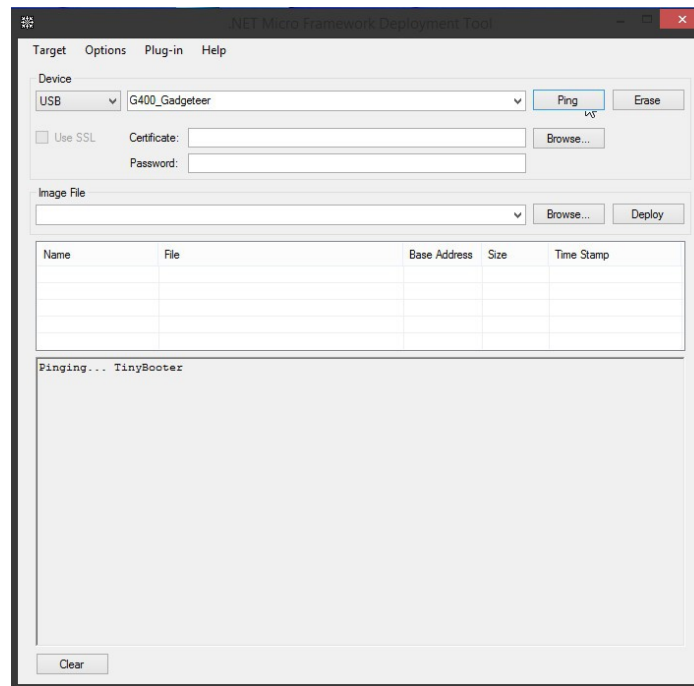 .NET Micro Framework Deployment Tool
Target Options Plug-in Help
Device
USB G400_Gadgeteer Ping Erase
Use SSL Certificate: Browse...
Password:
Image File
Browse... Deploy
Name File Base Address Size Time Stamp
Pinging... TinyBooter
Clear